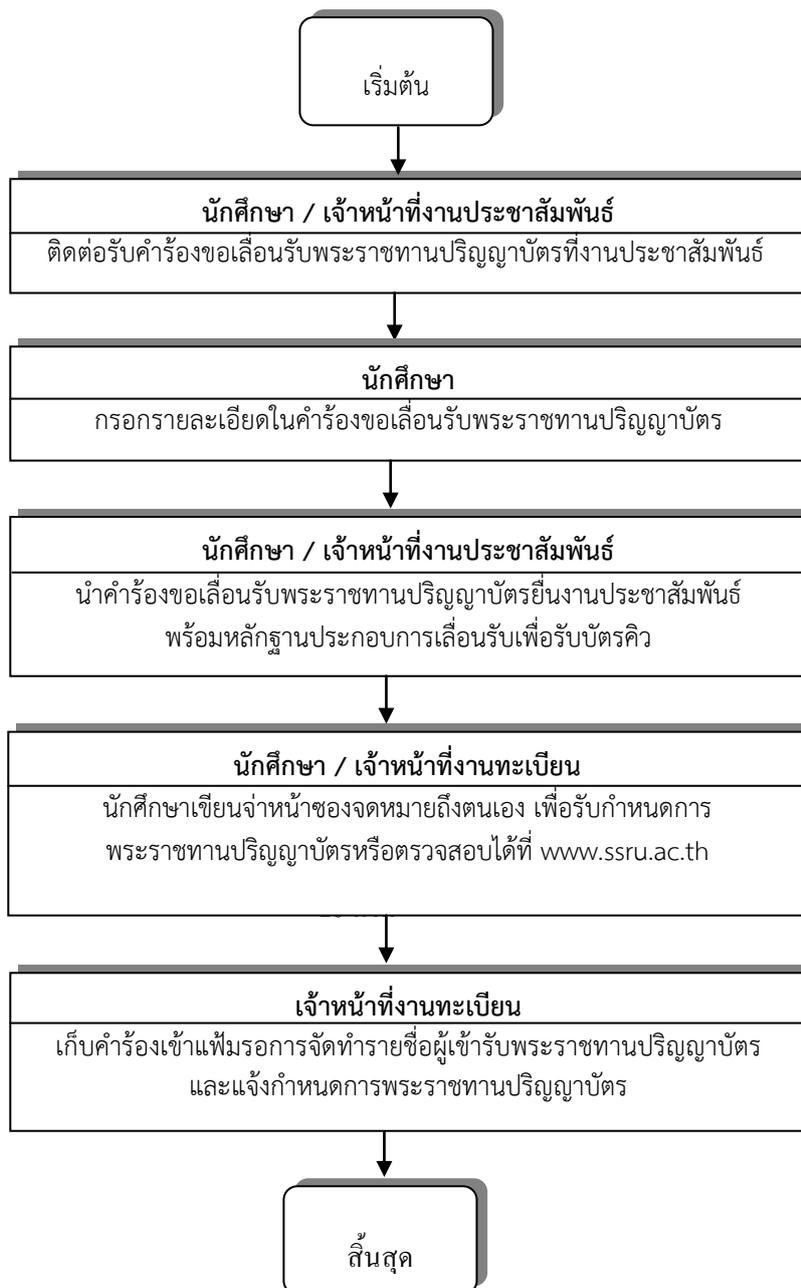 เริ่มต้น
นักศึกษา / เจ้าหน้าที่งานประชาสัมพันธ์
ติดต่อรับคำร้องขอเลื่อนรับพระราชทานปริญญาบัตรที่งานประชาสัมพันธ์
นักศึกษา
กรอกรายละเอียดในคำร้องขอเลื่อนรับพระราชทานปริญญาบัตร
นักศึกษา / เจ้าหน้าที่งานประชาสัมพันธ์
นำคำร้องขอเลื่อนรับพระราชทานปริญญาบัตรยื่นงานประชาสัมพันธ์
พร้อมหลักฐานประกอบการเลื่อนรับเพื่อรับบัตรคิว
นักศึกษา / เจ้าหน้าที่งานทะเบียน
นักศึกษาเขียนจ่าหน้าซองจดหมายถึงตนเอง เพื่อรับกำหนดการ
พระราชทานปริญญาบัตรหรือตรวจสอบได้ที่ www.ssru.ac.th
เจ้าหน้าที่งานทะเบียน
เก็บคำร้องเข้าแฟ้มรอการจัดทำรายชื่อผู้เข้ารับพระราชทานปริญญาบัตร
และแจ้งกำหนดการพระราชทานปริญญาบัตร
สิ้นสุด